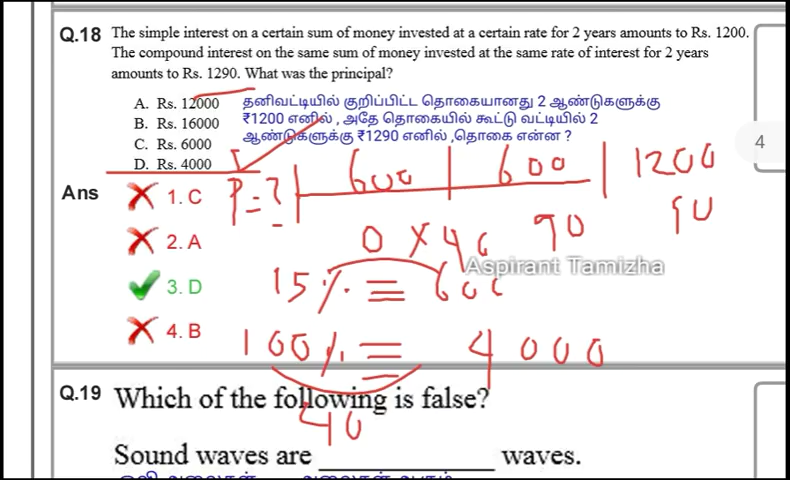 Q.18 The simple interest on a certain sum of money invested at a certain rate for 2 years amounts to Rs. 1200.
The compound interest on the same sum of money invested at the same rate of interest for 2 years
amounts to Rs. 1290. What was the principal?
A. Rs. 12000 தனிவட்டியில் குறிப்பிட்ட தொகையானது 2 ஆண்டுகளுக்கு
B. Rs. 16000 ₹1200 எனில் , அதே தொகையில் கூட்டு வட்டியில் 2
C. Rs. 6000 ஆண்டுகளுக்கு ₹1290 எனில் ,தொகை என்ன ?
D. Rs. 4000
4
P=? 600 600 1200
Ans
1. C
90 90
2. A
Aspirant Tamizha
15% = 600
3. D
4. B
100% = 4000
40
Q.19 Which of the following is false?
Sound waves are __________ waves.